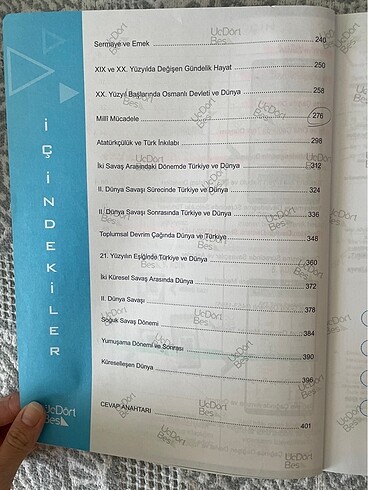 İÇİNDEKİLER
Sermaye ve Emek 240
XIX ve XX. Yüzyılda Değişen Gündelik Hayat 250
XX. Yüzyıl Başlarında Osmanlı Devleti ve Dünya 258
Millî Mücadele 276
Atatürkçülük ve Türk İnkılabı 298
İki Savaş Arasındaki Dönemde Türkiye ve Dünya 312
II. Dünya Savaşı Sürecinde Türkiye ve Dünya 324
II. Dünya Savaşı Sonrasında Türkiye ve Dünya 336
Toplumsal Devrim Çağında Dünya ve Türkiye 348
21. Yüzyılın Eşiğinde Türkiye ve Dünya 360
İki Küresel Savaş Arasında Dünya 372
II. Dünya Savaşı 378
Soğuk Savaş Dönemi 384
Yumuşama Dönemi ve Sonrası 390
Küreselleşen Dünya 396
CEVAP ANAHTARI 401
ÜçDört
Beş